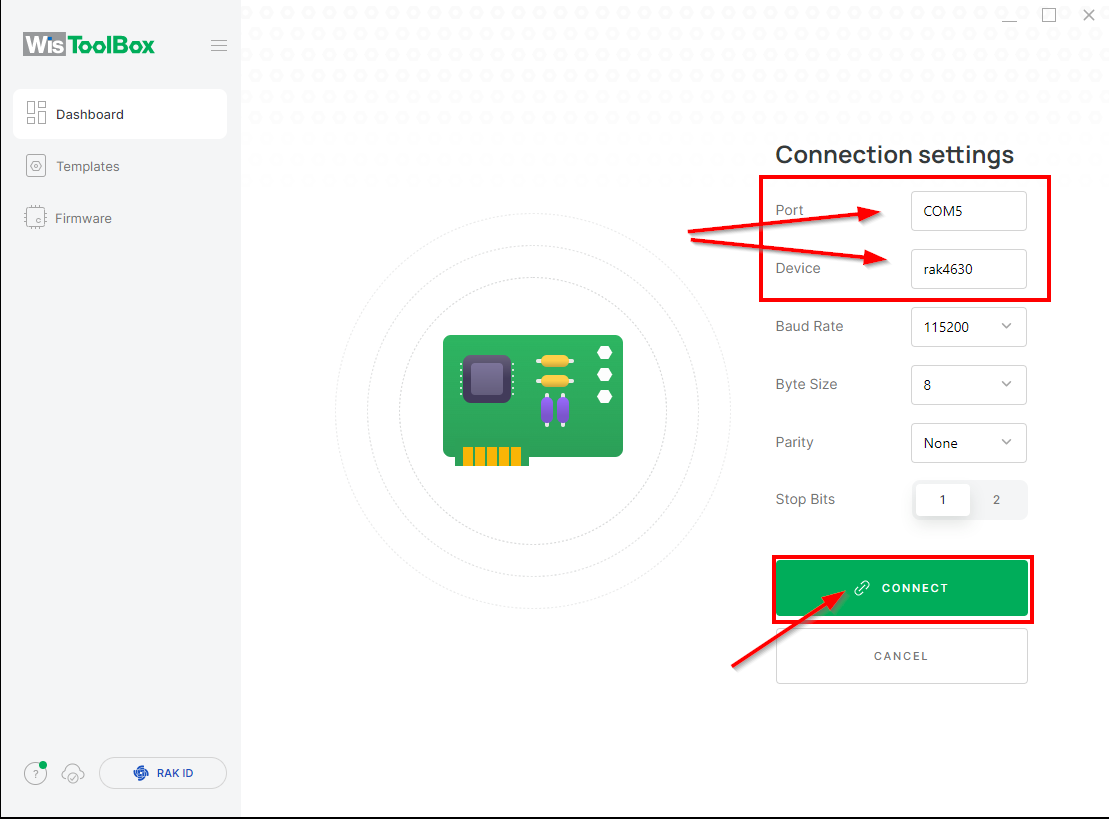 WisToolBox
Dashboard
Templates
Firmware
Connection settings
Port
COM5
Device
rak4630
Baud Rate
115200
Byte Size
8
Parity
None
Stop Bits
1
2
CONNECT
CANCEL
?
RAK ID